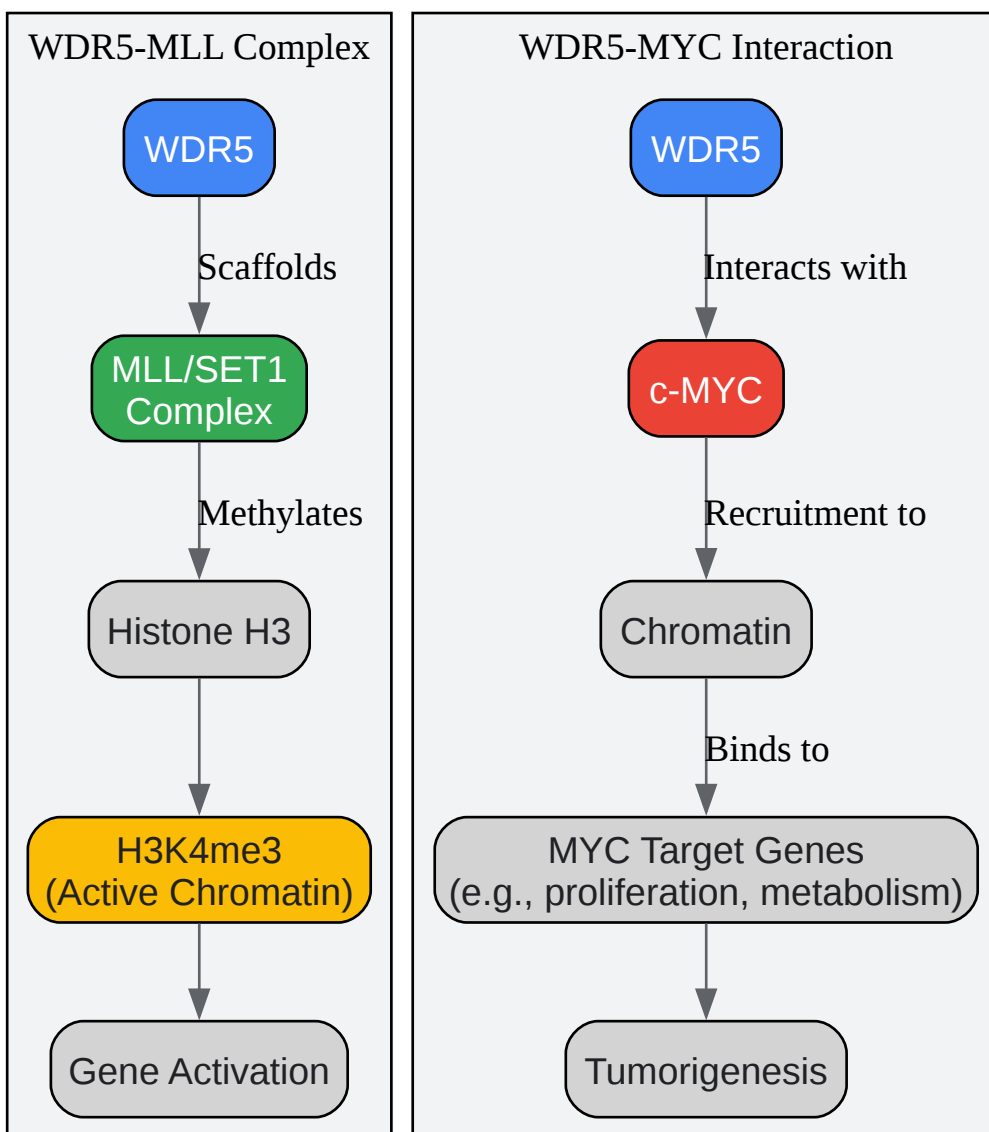 WDR5-MLL Complex
WDR5
Scaffolds
MLL/SET1
Complex
Methylates
Histone H3
H3K4me3
(Active Chromatin)
Gene Activation
WDR5-MYC Interaction
WDR5
Interacts with
c-MYC
Recruitment to
Chromatin
Binds to
MYC Target Genes
(e.g., proliferation, metabolism)
Tumorigenesis